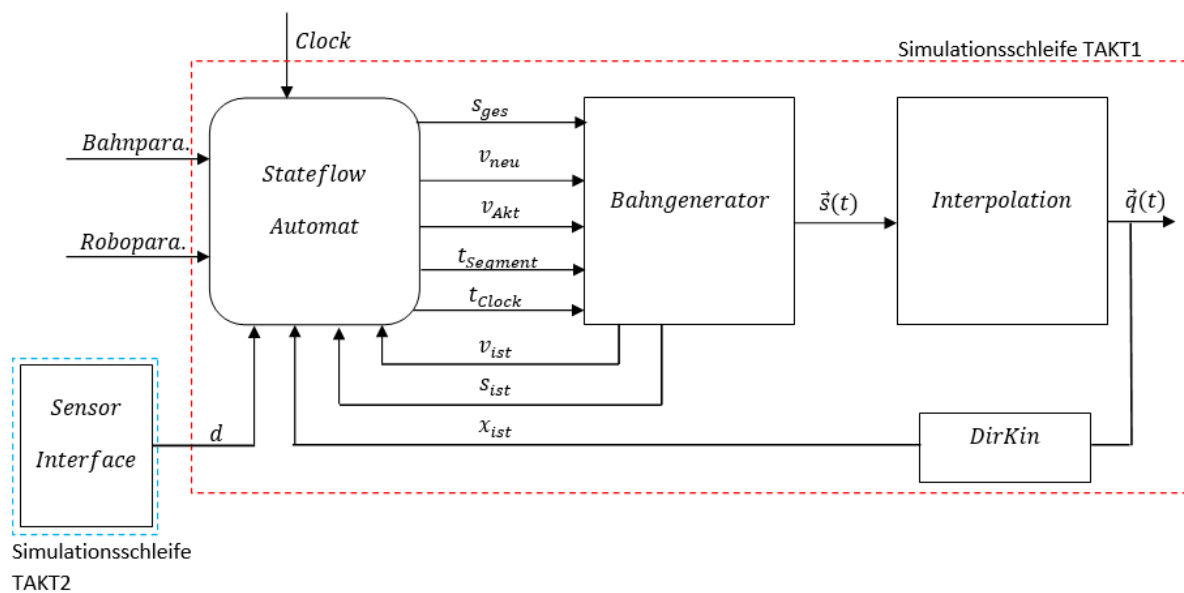 Clock
Simulationsschleife TAKT1
Bahnpara.
Robopara.
Stateflow
Automat
s_ges
v_neu
v_Akt
t_Segment
t_Clock
Bahngenerator
s⃗(t)
Interpolation
q⃗(t)
v_ist
s_ist
x_ist
DirKin
Sensor
Interface
d
Simulationsschleife
TAKT2